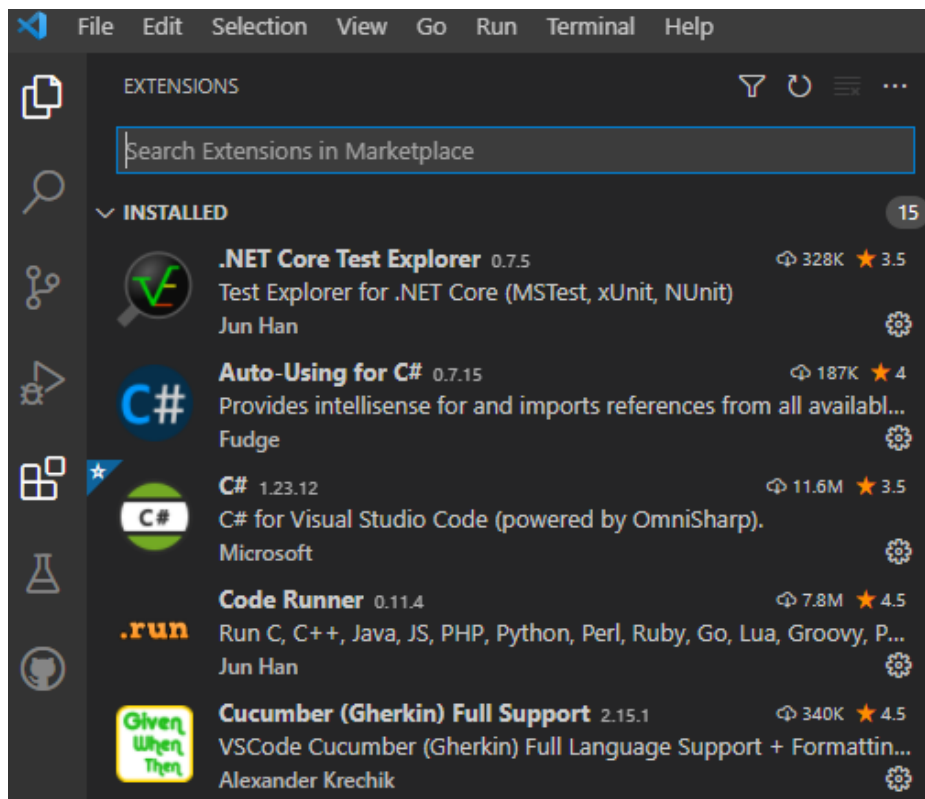 File Edit Selection View Go Run Terminal Help
EXTENSIONS
Search Extensions in Marketplace
INSTALLED 15
.NET Core Test Explorer 0.7.5 328K 3.5
Test Explorer for .NET Core (MSTest, xUnit, NUnit)
Jun Han
Auto-Using for C# 0.7.15 187K 4
C# Provides intellisense for and imports references from all availabl...
Fudge
C# 1.23.12 11.6M 3.5
C# C# for Visual Studio Code (powered by OmniSharp).
Microsoft
Code Runner 0.11.4 7.8M 4.5
.run Run C, C++, Java, JS, PHP, Python, Perl, Ruby, Go, Lua, Groovy, P...
Jun Han
Cucumber (Gherkin) Full Support 2.15.1 340K 4.5
Given
When
Then
VSCode Cucumber (Gherkin) Full Language Support + Formattin...
Alexander Krechik